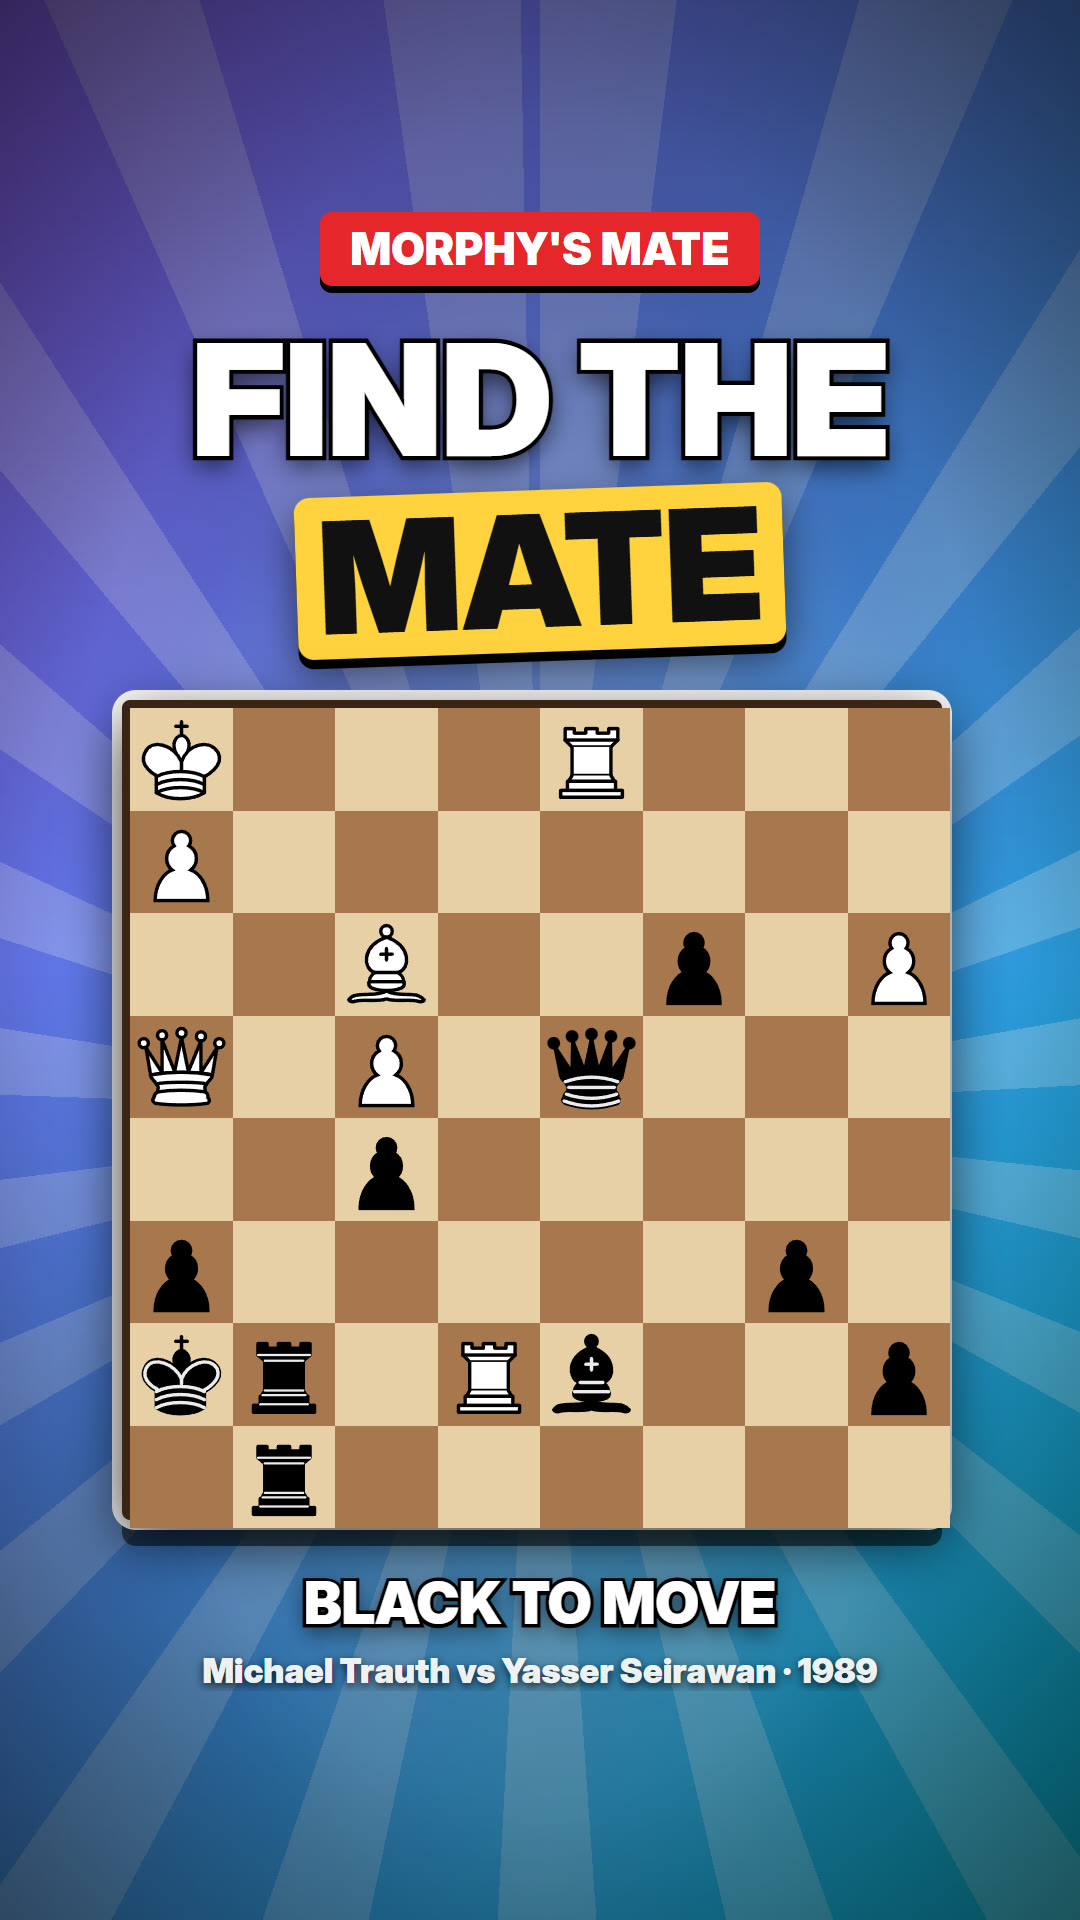 MORPHY'S MATE
FIND THE
MATE
BLACK TO MOVE
Michael Trauth vs Yasser Seirawan · 1989